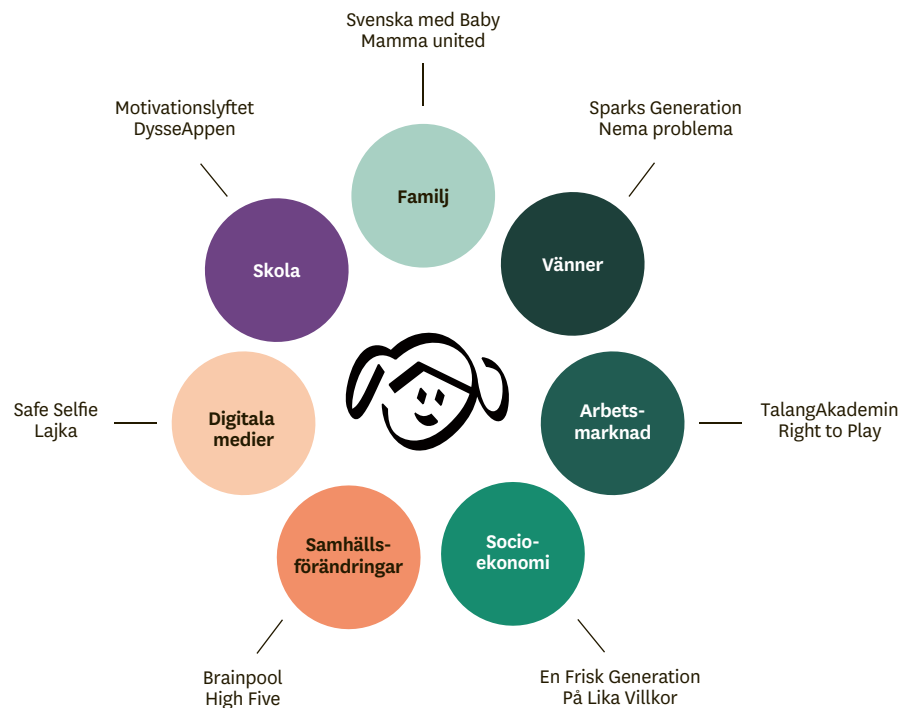 Svenska med Baby
Mamma united
Motivationslyftet
DysseAppen
Sparks Generation
Nema problema
Familj
Skola
Vänner
Safe Selfie
Lajka
Digitala
medier
Arbets-
marknad
TalangAkademin
Right to Play
Samhälls-
förändringar
Socio-
ekonomi
Brainpool
High Five
En Frisk Generation
På Lika Villkor